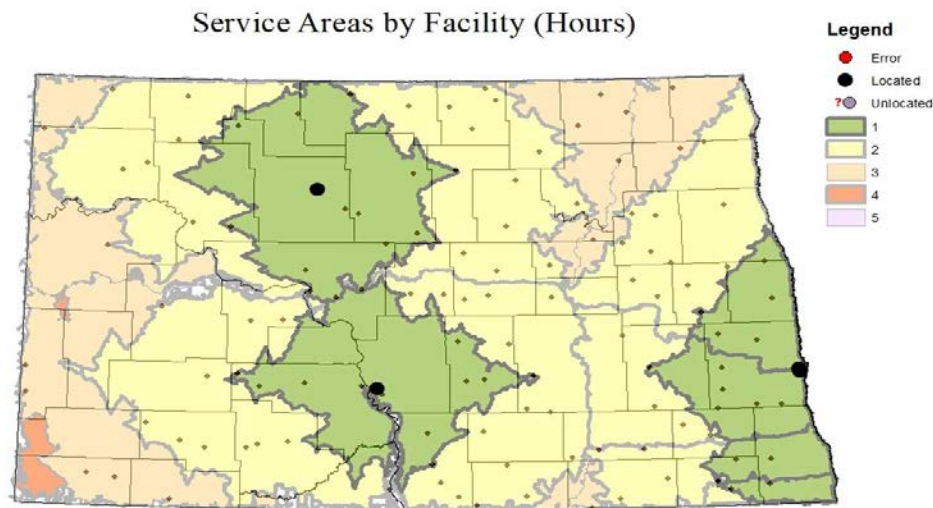 Service Areas by Facility (Hours)
Legend
Error
Located
?
Unlocated
1
2
3
4
5